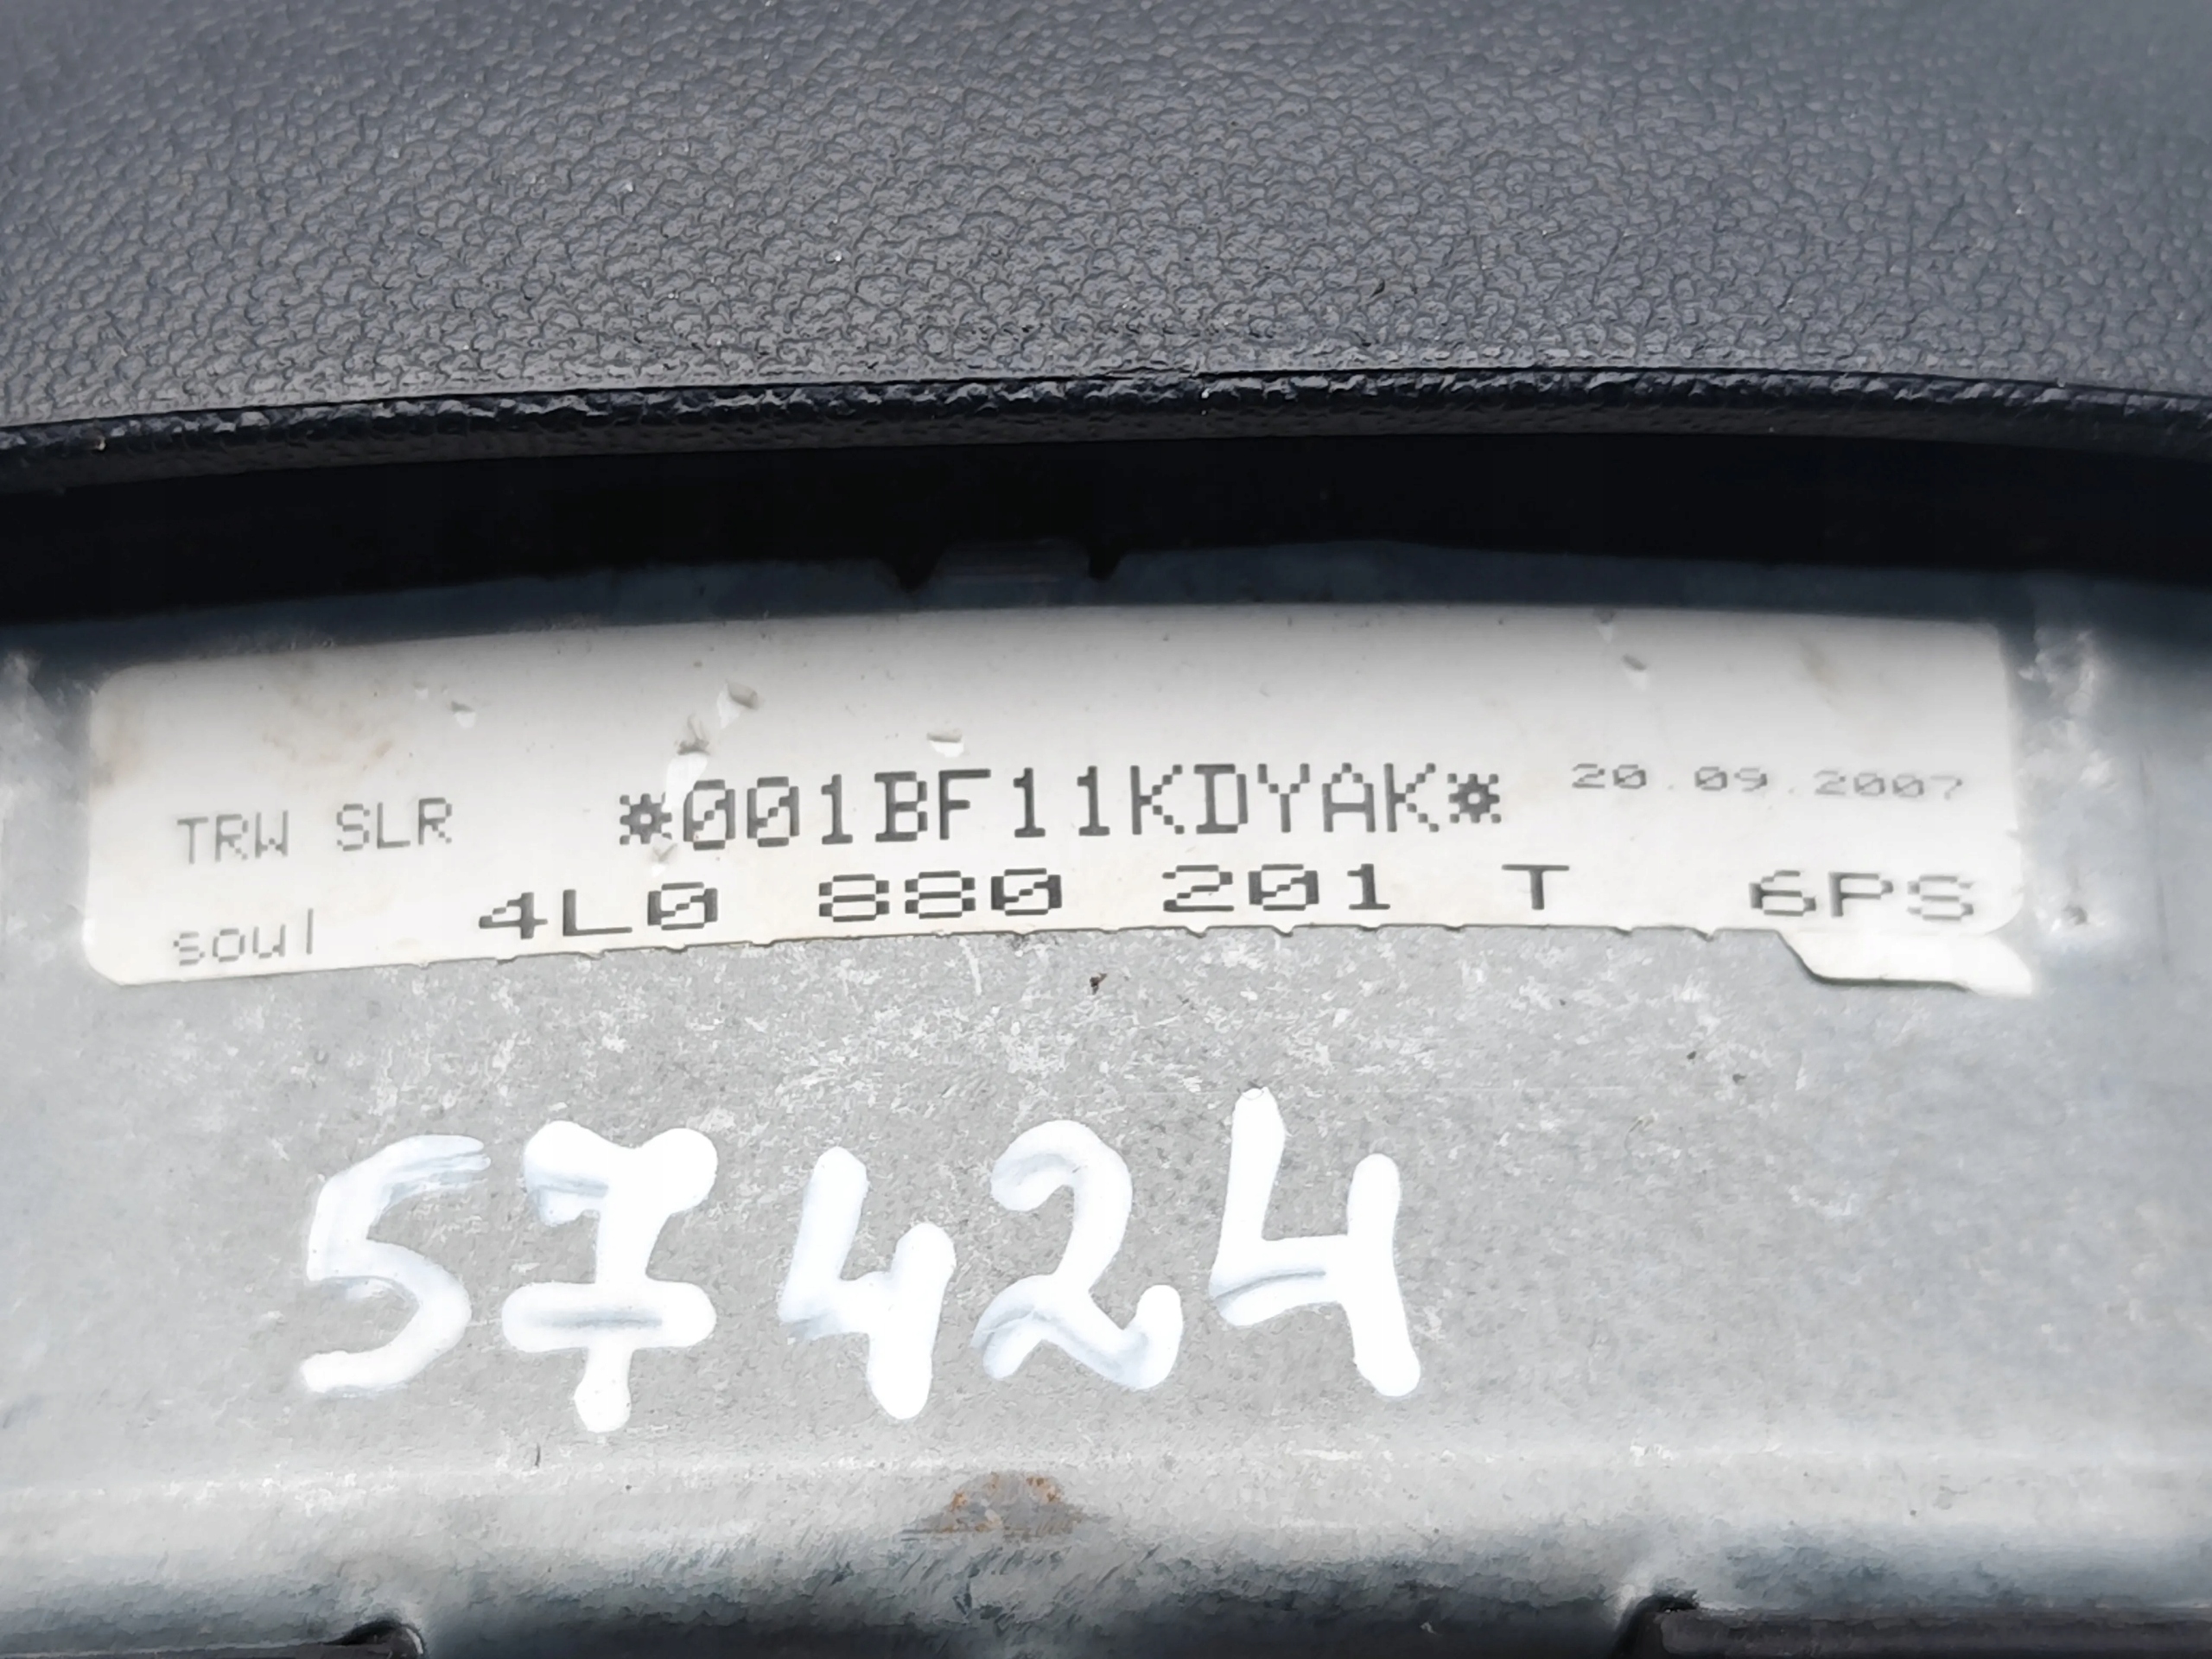 TRW SLR *001BF11KDYAK* 20.09.2007
soul 4L0 880 201 T 6PS
57424